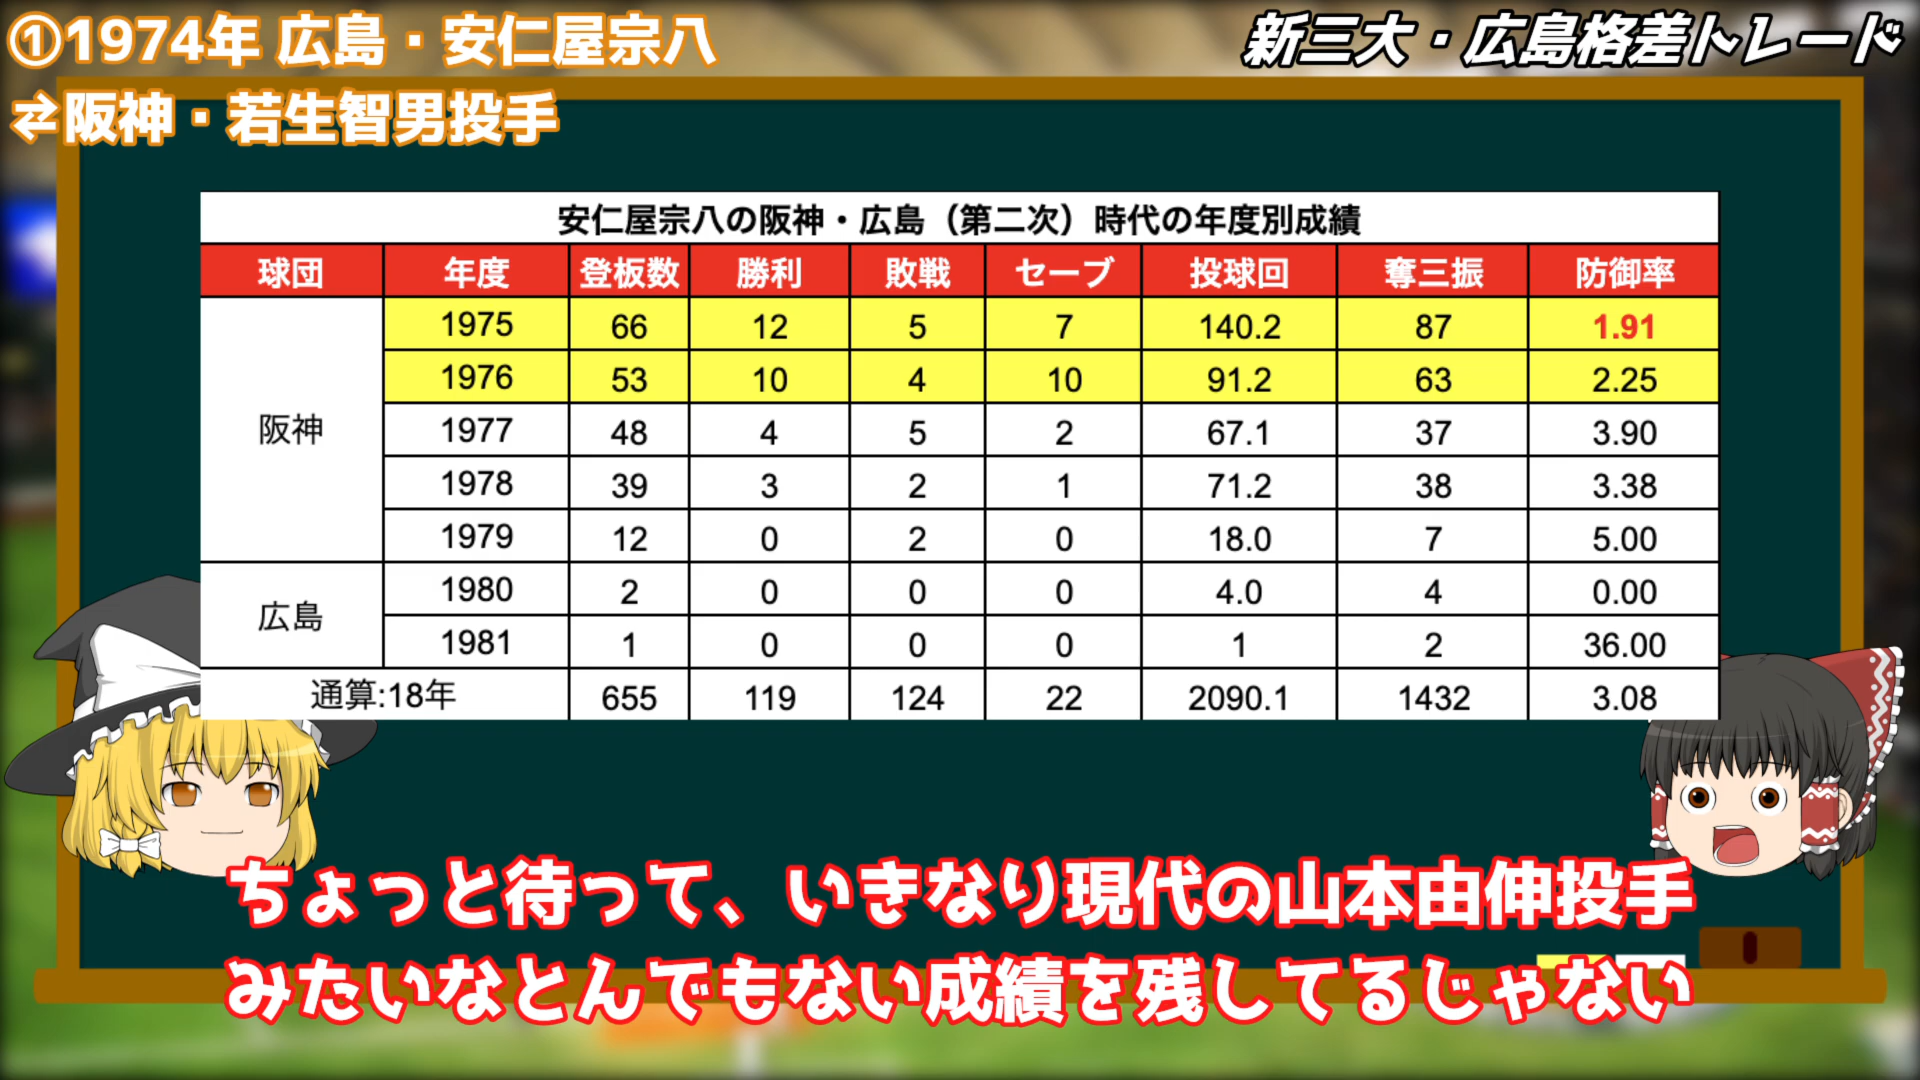 ①1974年 広島・安仁屋宗八
⇄阪神・若生智男投手
新三大・広島格差トレード
安仁屋宗八の阪神・広島（第二次）時代の年度別成績
球団 年度 登板数 勝利 敗戦 セーブ 投球回 奪三振 防御率
阪神
1975 66 12 5 7 140.2 87 1.91
1976 53 10 4 10 91.2 63 2.25
1977 48 4 5 2 67.1 37 3.90
1978 39 3 2 1 71.2 38 3.38
1979 12 0 2 0 18.0 7 5.00
広島
1980 2 0 0 0 4.0 4 0.00
1981 1 0 0 0 1 2 36.00
通算:18年 655 119 124 22 2090.1 1432 3.08
ちょっと待って、いきなり現代の山本由伸投手
みたいなとんでもない成績を残してるじゃない